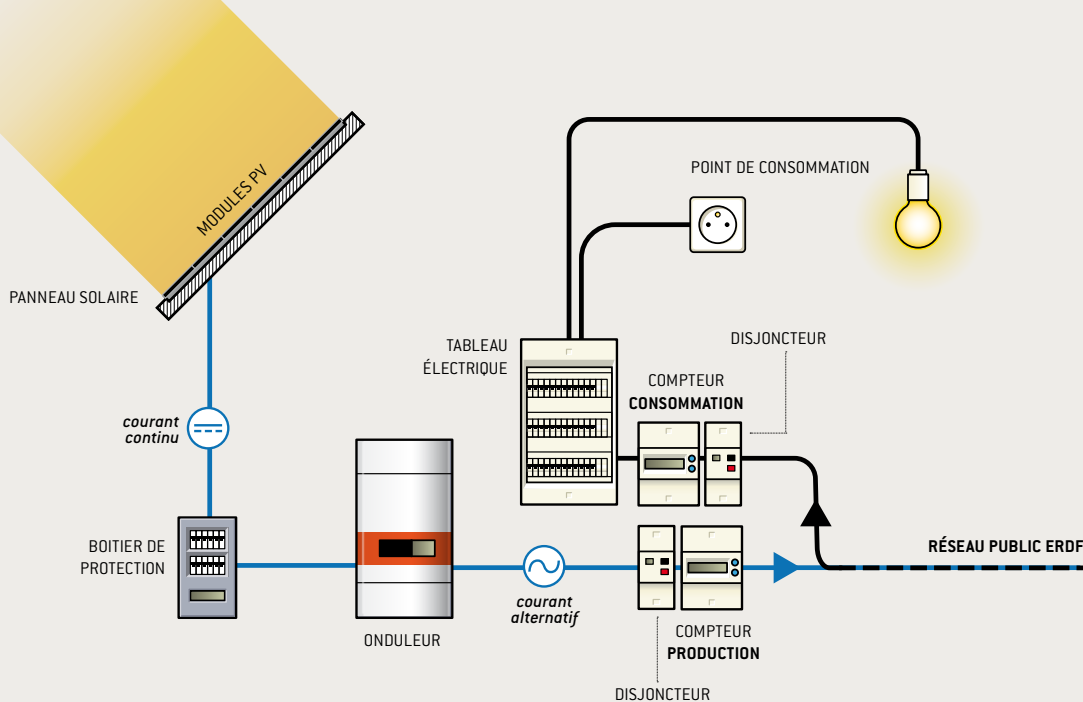 MODULES PV
PANNEAU SOLAIRE
courant
continu
BOITIER DE
PROTECTION
ONDULEUR
courant
alternatif
TABLEAU
ÉLECTRIQUE
POINT DE CONSOMMATION
DISJONCTEUR
COMPTEUR
CONSOMMATION
RÉSEAU PUBLIC ERDF
COMPTEUR
PRODUCTION
DISJONCTEUR